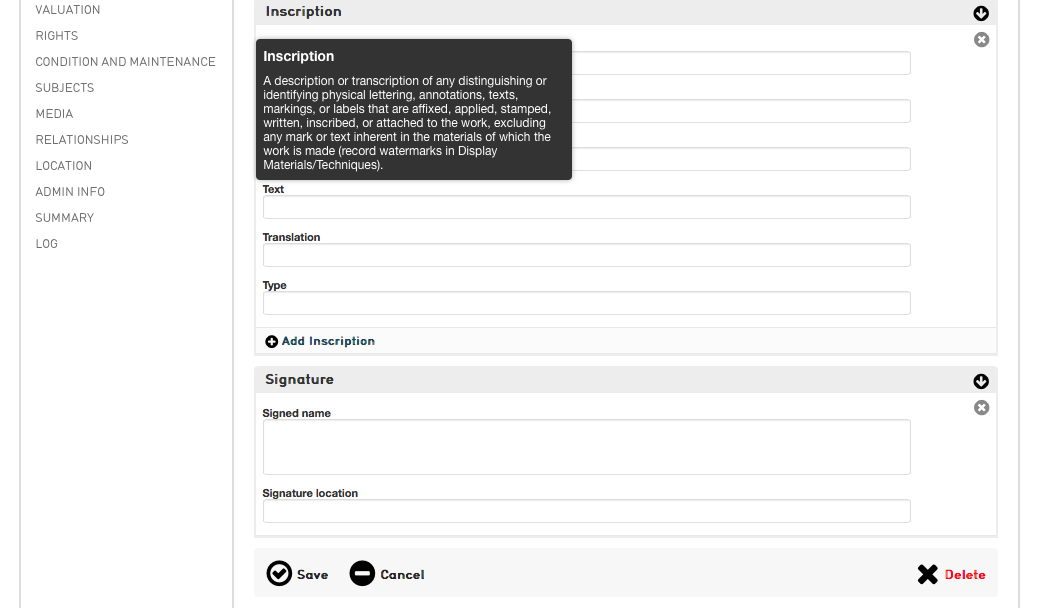 VALUATION
RIGHTS
CONDITION AND MAINTENANCE
SUBJECTS
MEDIA
RELATIONSHIPS
LOCATION
ADMIN INFO
SUMMARY
LOG
Inscription
Inscription
A description or transcription of any distinguishing or
identifying physical lettering, annotations, texts,
markings, or labels that are affixed, applied, stamped,
written, inscribed, or attached to the work, excluding
any mark or text inherent in the materials of which the
work is made (record watermarks in Display
Materials/Techniques).
Text
Translation
Type
Add Inscription
Signature
Signed name
Signature location
Save
Cancel
Delete